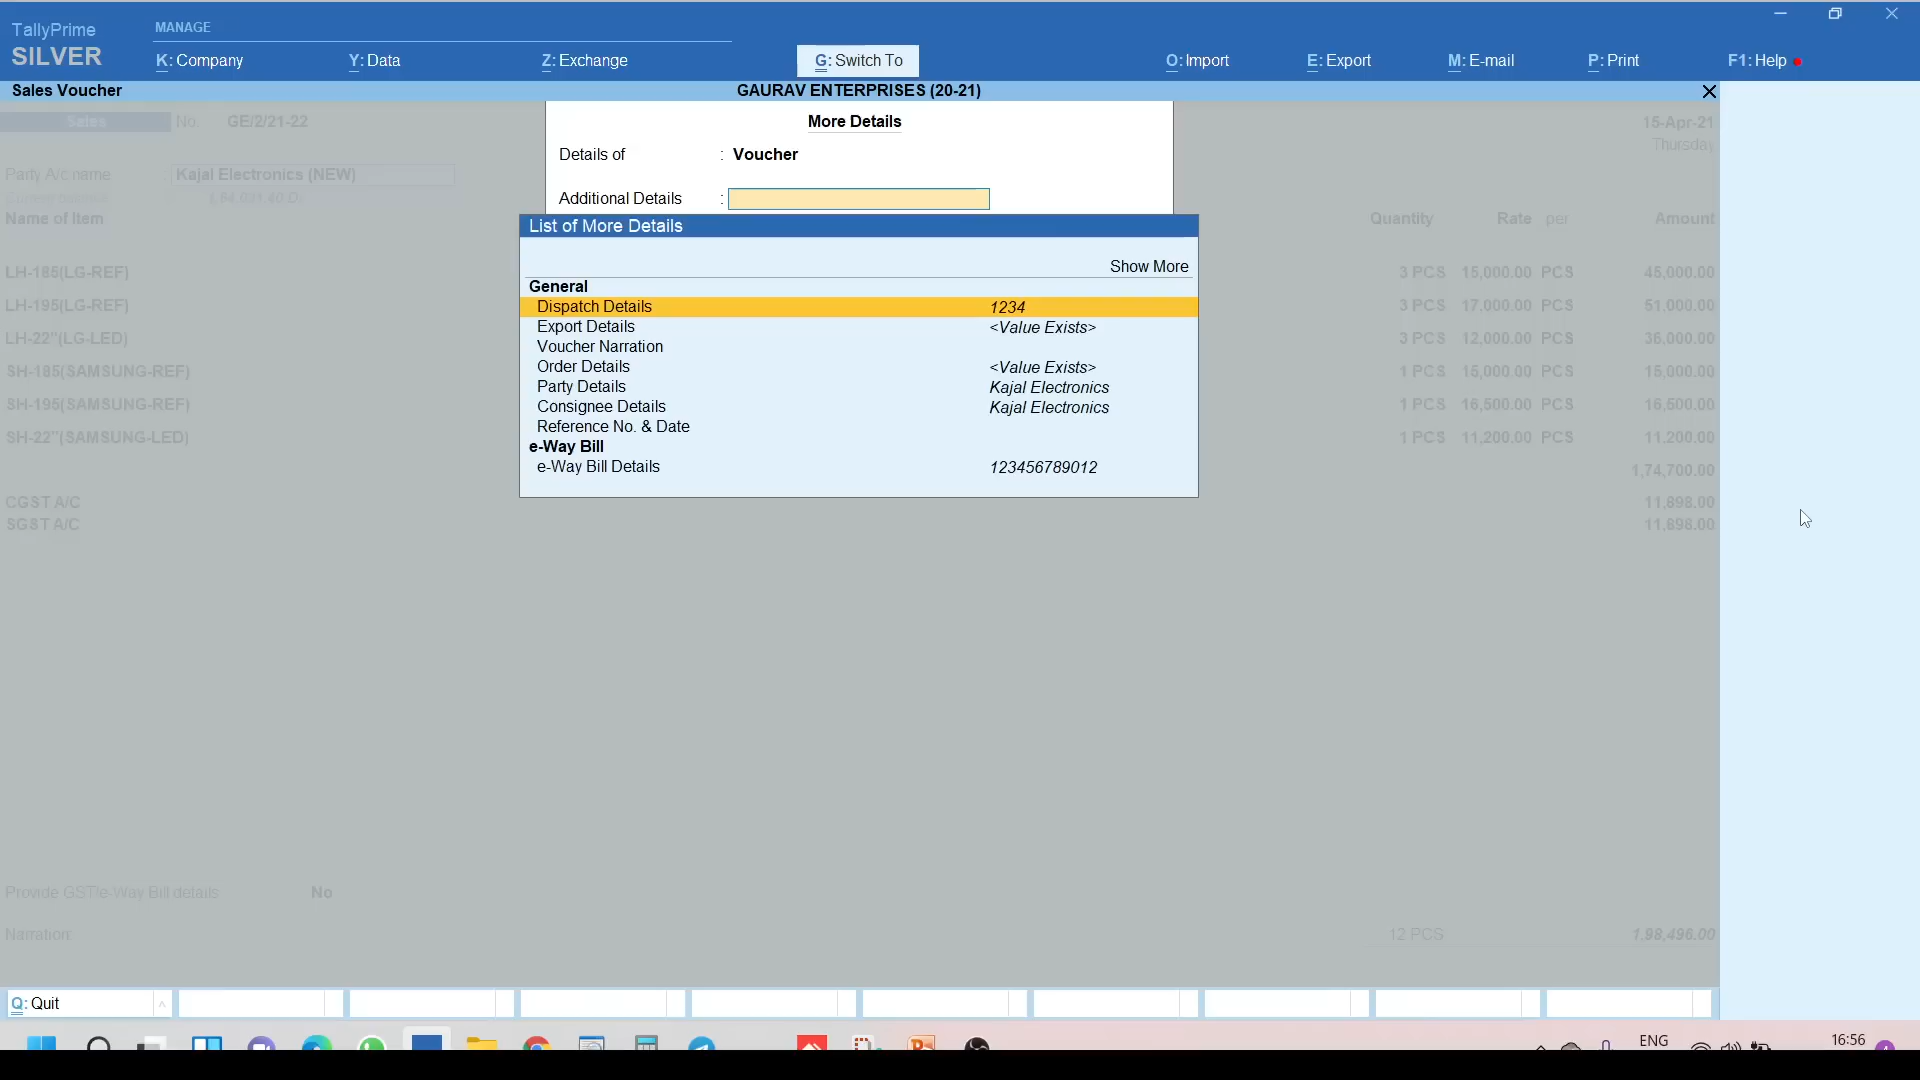 TallyPrime
SILVER
MANAGE
K: Company
Y: Data
Z: Exchange
G: Switch To
O: Import
E: Export
M: E-mail
P: Print
F1: Help
Sales Voucher
GAURAV ENTERPRISES (20-21)
More Details
Details of : Voucher
Additional Details :
List of More Details
Show More
General
Dispatch Details 1234
Export Details <Value Exists>
Voucher Narration
Order Details <Value Exists>
Party Details Kajal Electronics
Consignee Details Kajal Electronics
Reference No. & Date
e-Way Bill
e-Way Bill Details 123456789012
Sales No. GE/2/21-22 15-Apr-21
Thursday
Party A/c name Kajal Electronics (NEW)
Current balance
Name of Item Quantity Rate per Amount
LH-185(LG-REF) 3 PCS 15,000.00 PCS 45,000.00
LH-195(LG-REF) 3 PCS 17,000.00 PCS 51,000.00
LH-22"(LG-LED) 3 PCS 12,000.00 PCS 36,000.00
SH-185(SAMSUNG-REF) 1 PCS 15,000.00 PCS 15,000.00
SH-195(SAMSUNG-REF) 1 PCS 16,500.00 PCS 16,500.00
SH-22"(SAMSUNG-LED) 1 PCS 11,200.00 PCS 11,200.00
1,74,700.00
CGST A/C 11,898.00
SGST A/C 11,898.00
Provide GST/e-Way Bill details No
Narration: 12 PCS 1,98,496.00
Q: Quit
ENG
16:56